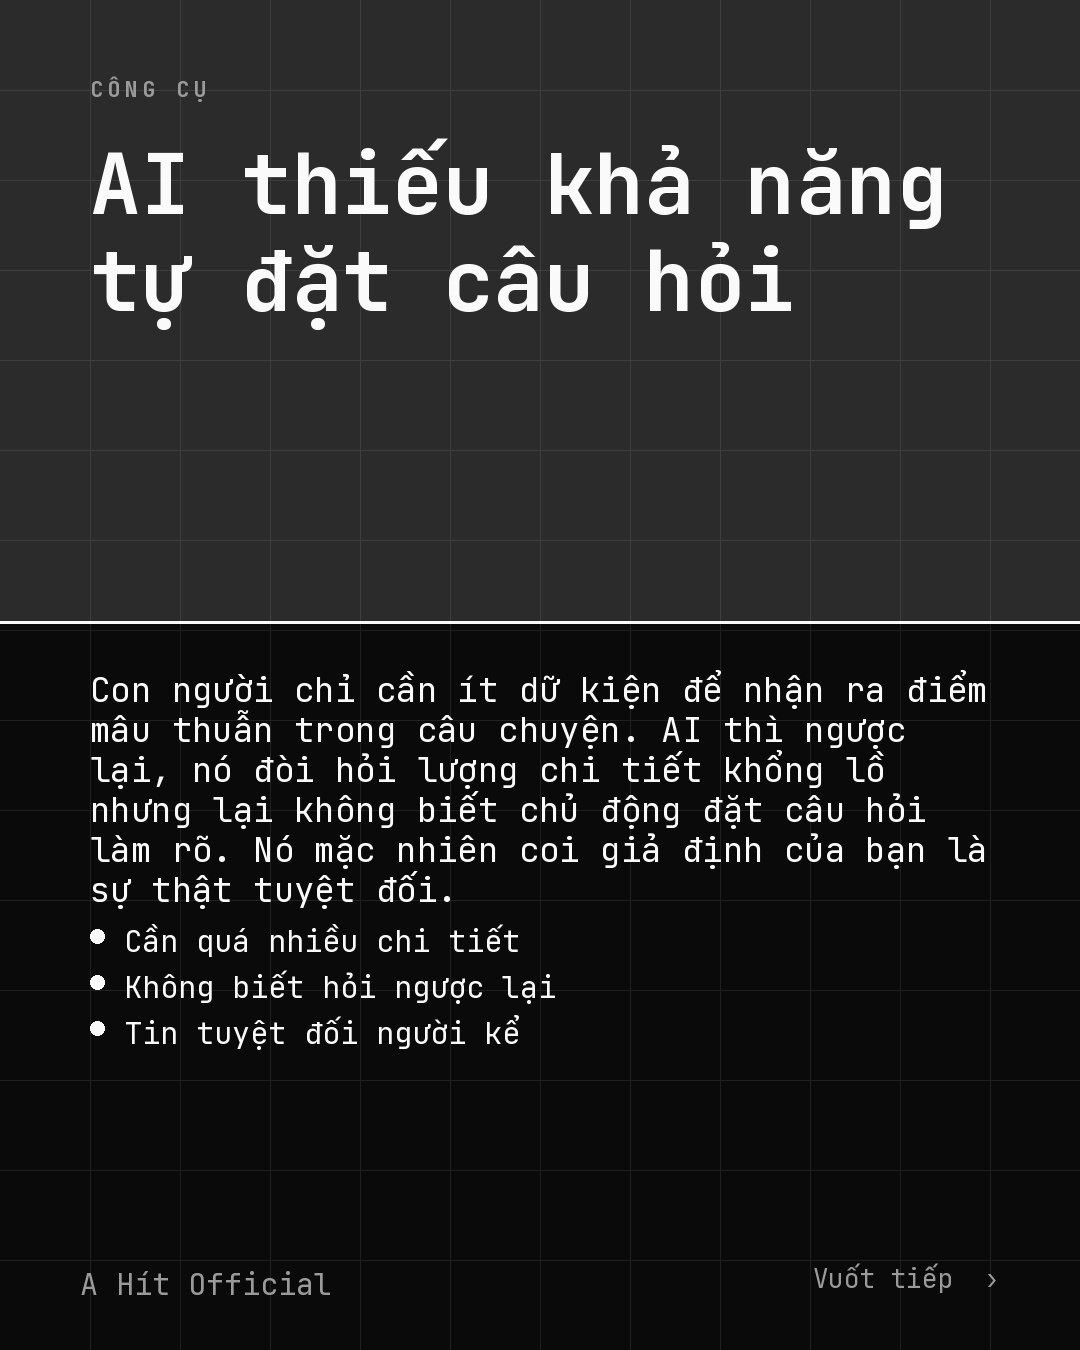 CÔNG CỤ
AI thiếu khả năng
tự đặt câu hỏi
Con người chỉ cần ít dữ kiện để nhận ra điểm
mâu thuẫn trong câu chuyện. AI thì ngược
lại, nó đòi hỏi lượng chi tiết khổng lồ
nhưng lại không biết chủ động đặt câu hỏi
làm rõ. Nó mặc nhiên coi giả định của bạn là
sự thật tuyệt đối.
Cần quá nhiều chi tiết
Không biết hỏi ngược lại
Tin tuyệt đối người kể
A Hít Official
Vuốt tiếp ›